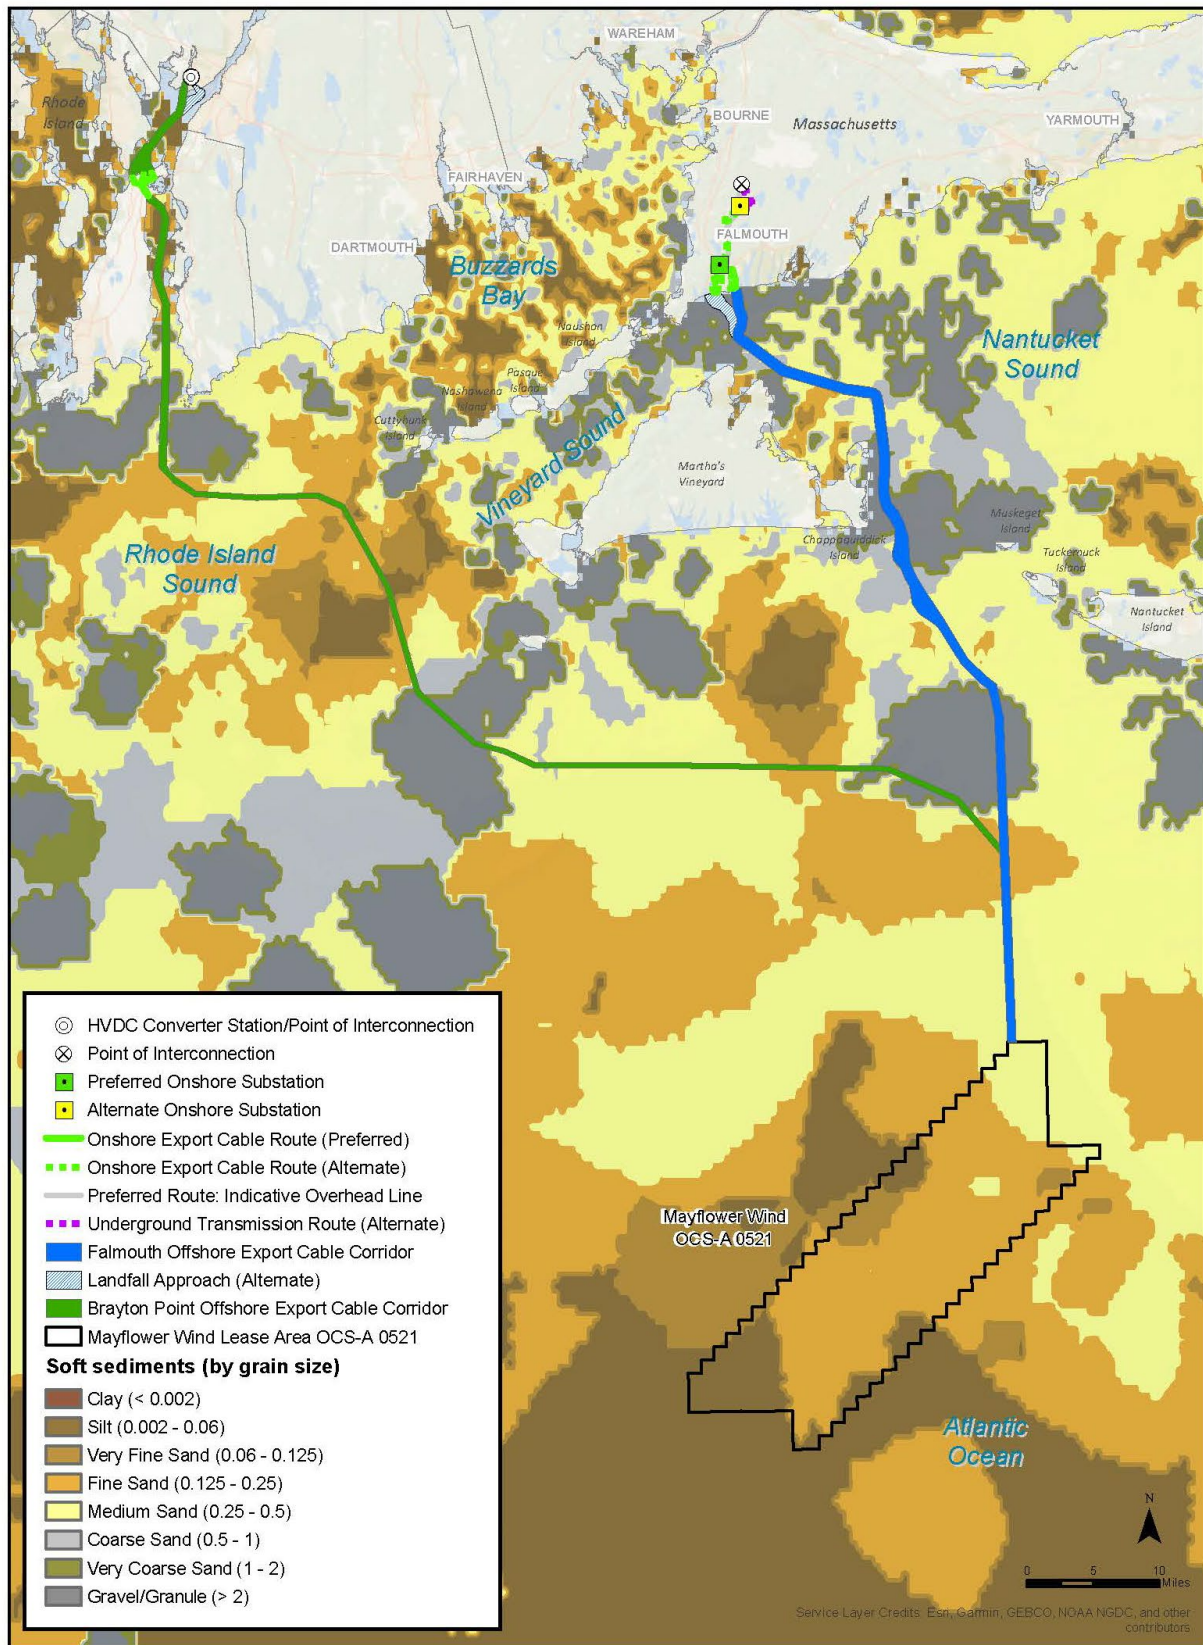 WAREHAM
Rhode
Island
BOURNE
Massachusetts
YARMOUTH
FAIRHAVEN
FALMOUTH
DARTMOUTH
Buzzards
Bay
Naushon
Island
Nantucket
Sound
Pasque
Island
Nashawena
Island
Cuttyhunk
Island
Vineyard Sound
Martha's
Vineyard
Muskeget
Island
Chappaquiddick
Island
Rhode Island
Sound
Tuckernuck
Island
Nantucket
Island
HVDC Converter Station/Point of Interconnection
Point of Interconnection
Preferred Onshore Substation
Alternate Onshore Substation
Onshore Export Cable Route (Preferred)
Onshore Export Cable Route (Alternate)
Preferred Route: Indicative Overhead Line
Underground Transmission Route (Alternate)
Falmouth Offshore Export Cable Corridor
Landfall Approach (Alternate)
Brayton Point Offshore Export Cable Corridor
Mayflower Wind Lease Area OCS-A 0521
Soft sediments (by grain size)
Clay (< 0.002)
Silt (0.002 - 0.06)
Very Fine Sand (0.06 - 0.125)
Fine Sand (0.125 - 0.25)
Medium Sand (0.25 - 0.5)
Coarse Sand (0.5 - 1)
Very Coarse Sand (1 - 2)
Gravel/Granule (> 2)
Mayflower Wind
OCS-A 0521
Atlantic
Ocean
N
0 5 10
Miles
Service Layer Credits: Esri, Garmin, GEBCO, NOAA NGDC, and other
contributors